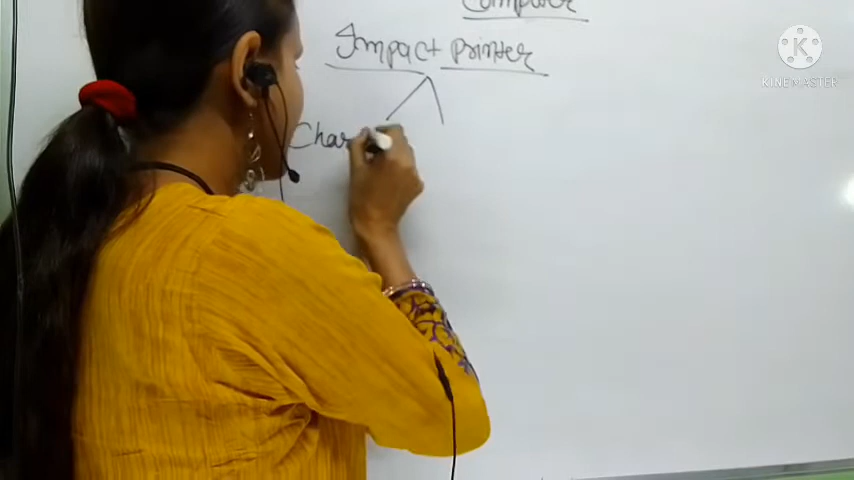 Computer
Impact printer
Char
K
KINEMASTER